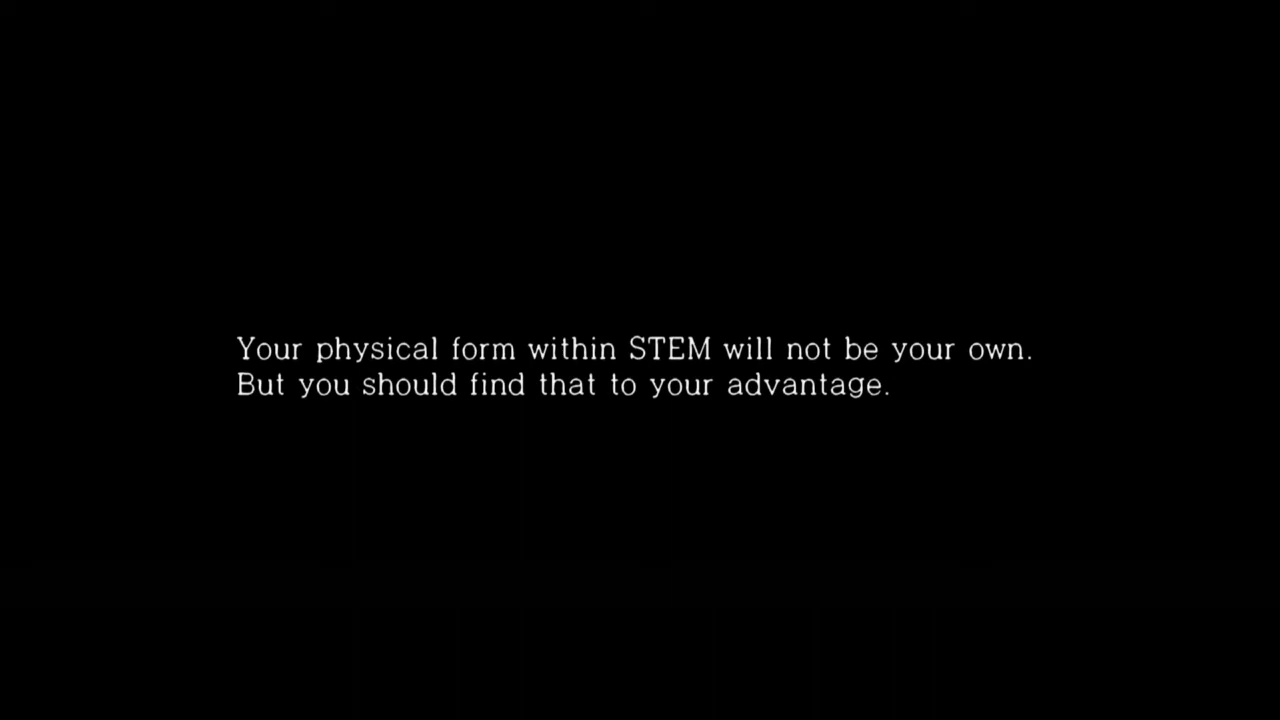 Your physical form within STEM will not be your own.
But you should find that to your advantage.